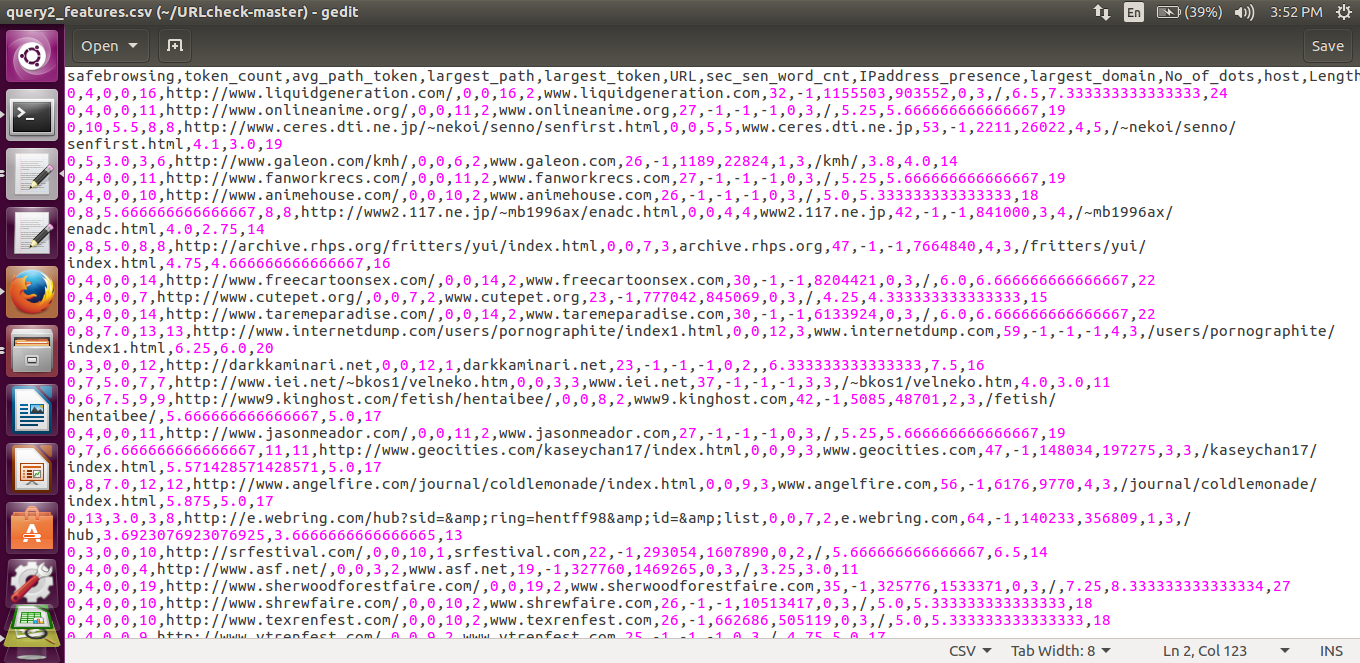 query2_features.csv (~/URLcheck-master) - gedit
En (39%) 3:52 PM
Open Save
safebrowsing,token_count,avg_path_token,largest_path,largest_token,URL,sec_sen_word_cnt,IPaddress_presence,largest_domain,No_of_dots,host,Length
0,4,0,0,16,http://www.liquidgeneration.com/,0,0,16,2,www.liquidgeneration.com,32,-1,1155503,903552,0,3,/,6.5,7.333333333333333,24
0,4,0,0,11,http://www.onlineanime.org/,0,0,11,2,www.onlineanime.org,27,-1,-1,-1,0,3,/,5.25,5.666666666666667,19
0,10,5.5,8,8,http://www.ceres.dti.ne.jp/~nekoi/senno/senfirst.html,0,0,5,5,www.ceres.dti.ne.jp,53,-1,2211,26022,4,5,/~nekoi/senno/
senfirst.html,4.1,3.0,19
0,5,3.0,3,6,http://www.galeon.com/kmh/,0,0,6,2,www.galeon.com,26,-1,1189,22824,1,3,/kmh/,3.8,4.0,14
0,4,0,0,11,http://www.fanworkrecs.com/,0,0,11,2,www.fanworkrecs.com,27,-1,-1,-1,0,3,/,5.25,5.666666666666667,19
0,4,0,0,10,http://www.animehouse.com/,0,0,10,2,www.animehouse.com,26,-1,-1,-1,0,3,/,5.0,5.333333333333333,18
0,8,5.666666666666667,8,8,http://www2.117.ne.jp/~mb1996ax/enadc.html,0,0,4,4,www2.117.ne.jp,42,-1,-1,841000,3,4,/~mb1996ax/
enadc.html,4.0,2.75,14
0,8,5.0,8,8,http://archive.rhps.org/fritters/yui/index.html,0,0,7,3,archive.rhps.org,47,-1,-1,7664840,4,3,/fritters/yui/
index.html,4.75,4.666666666666667,16
0,4,0,0,14,http://www.freecartoonsex.com/,0,0,14,2,www.freecartoonsex.com,30,-1,-1,8204421,0,3,/,6.0,6.666666666666667,22
0,4,0,0,7,http://www.cutepet.org/,0,0,7,2,www.cutepet.org,23,-1,777042,845069,0,3,/,4.25,4.333333333333333,15
0,4,0,0,14,http://www.taremeparadise.com/,0,0,14,2,www.taremeparadise.com,30,-1,-1,6133924,0,3,/,6.0,6.666666666666667,22
0,8,7.0,13,13,http://www.internetdump.com/users/pornographite/index1.html,0,0,12,3,www.internetdump.com,59,-1,-1,-1,4,3,/users/pornographite/
index1.html,6.25,6.0,20
0,3,0,0,12,http://darkkaminari.net,0,0,12,1,darkkaminari.net,23,-1,-1,-1,0,2,,6.333333333333333,7.5,16
0,7,5.0,7,7,http://www.iei.net/~bkos1/velneko.htm,0,0,3,3,www.iei.net,37,-1,-1,-1,3,3,/~bkos1/velneko.htm,4.0,3.0,11
0,6,7.5,9,9,http://www9.kinghost.com/fetish/hentaibee/,0,0,8,2,www9.kinghost.com,42,-1,5085,48701,2,3,/fetish/
hentaibee/,5.666666666666667,5.0,17
0,4,0,0,11,http://www.jasonmeador.com/,0,0,11,2,www.jasonmeador.com,27,-1,-1,-1,0,3,/,5.25,5.666666666666667,19
0,7,6.666666666666667,11,11,http://www.geocities.com/kaseychan17/index.html,0,0,9,3,www.geocities.com,47,-1,148034,197275,3,3,/kaseychan17/
index.html,5.571428571428571,5.0,17
0,8,7.0,12,12,http://www.angelfire.com/journal/coldlemonade/index.html,0,0,9,3,www.angelfire.com,56,-1,6176,9770,4,3,/journal/coldlemonade/
index.html,5.875,5.0,17
0,13,3.0,3,8,http://e.webring.com/hub?sid=&amp;ring=hentff98&amp;id=&amp;list,0,0,7,2,e.webring.com,64,-1,140233,356809,1,3,/
hub,3.6923076923076925,3.6666666666666665,13
0,3,0,0,10,http://srfestival.com/,0,0,10,1,srfestival.com,22,-1,293054,1607890,0,2,/,5.666666666666667,6.5,14
0,4,0,0,4,http://www.asf.net/,0,0,3,2,www.asf.net,19,-1,327760,1469265,0,3,/,3.25,3.0,11
0,4,0,0,19,http://www.sherwoodforestfaire.com/,0,0,19,2,www.sherwoodforestfaire.com,35,-1,325776,1533371,0,3,/,7.25,8.333333333333334,27
0,4,0,0,10,http://www.shrewfaire.com/,0,0,10,2,www.shrewfaire.com,26,-1,-1,10513417,0,3,/,5.0,5.333333333333333,18
0,4,0,0,10,http://www.texrenfest.com/,0,0,10,2,www.texrenfest.com,26,-1,662686,505119,0,3,/,5.0,5.333333333333333,18
CSV Tab Width: 8 Ln 2, Col 123 INS